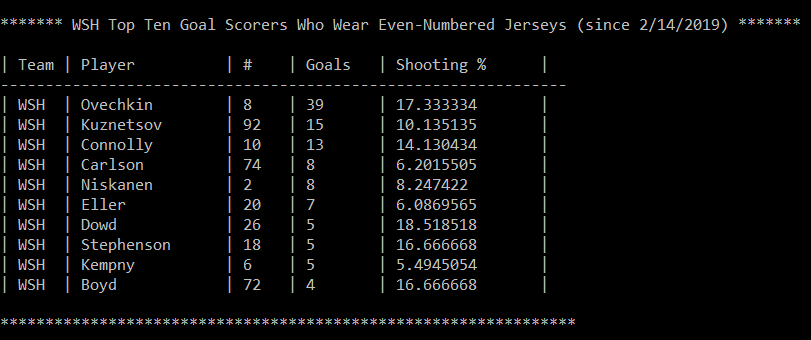 ******* WSH Top Ten Goal Scorers Who Wear Even-Numbered Jerseys (since 2/14/2019) *******
| Team | Player | # | Goals | Shooting % |
---------------------------------------------------------------
| WSH | Ovechkin | 8 | 39 | 17.333334 |
| WSH | Kuznetsov | 92 | 15 | 10.135135 |
| WSH | Connolly | 10 | 13 | 14.130434 |
| WSH | Carlson | 74 | 8 | 6.2015505 |
| WSH | Niskanen | 2 | 8 | 8.247422 |
| WSH | Eller | 20 | 7 | 6.0869565 |
| WSH | Dowd | 26 | 5 | 18.518518 |
| WSH | Stephenson | 18 | 5 | 16.666668 |
| WSH | Kempny | 6 | 5 | 5.4945054 |
| WSH | Boyd | 72 | 4 | 16.666668 |
****************************************************************